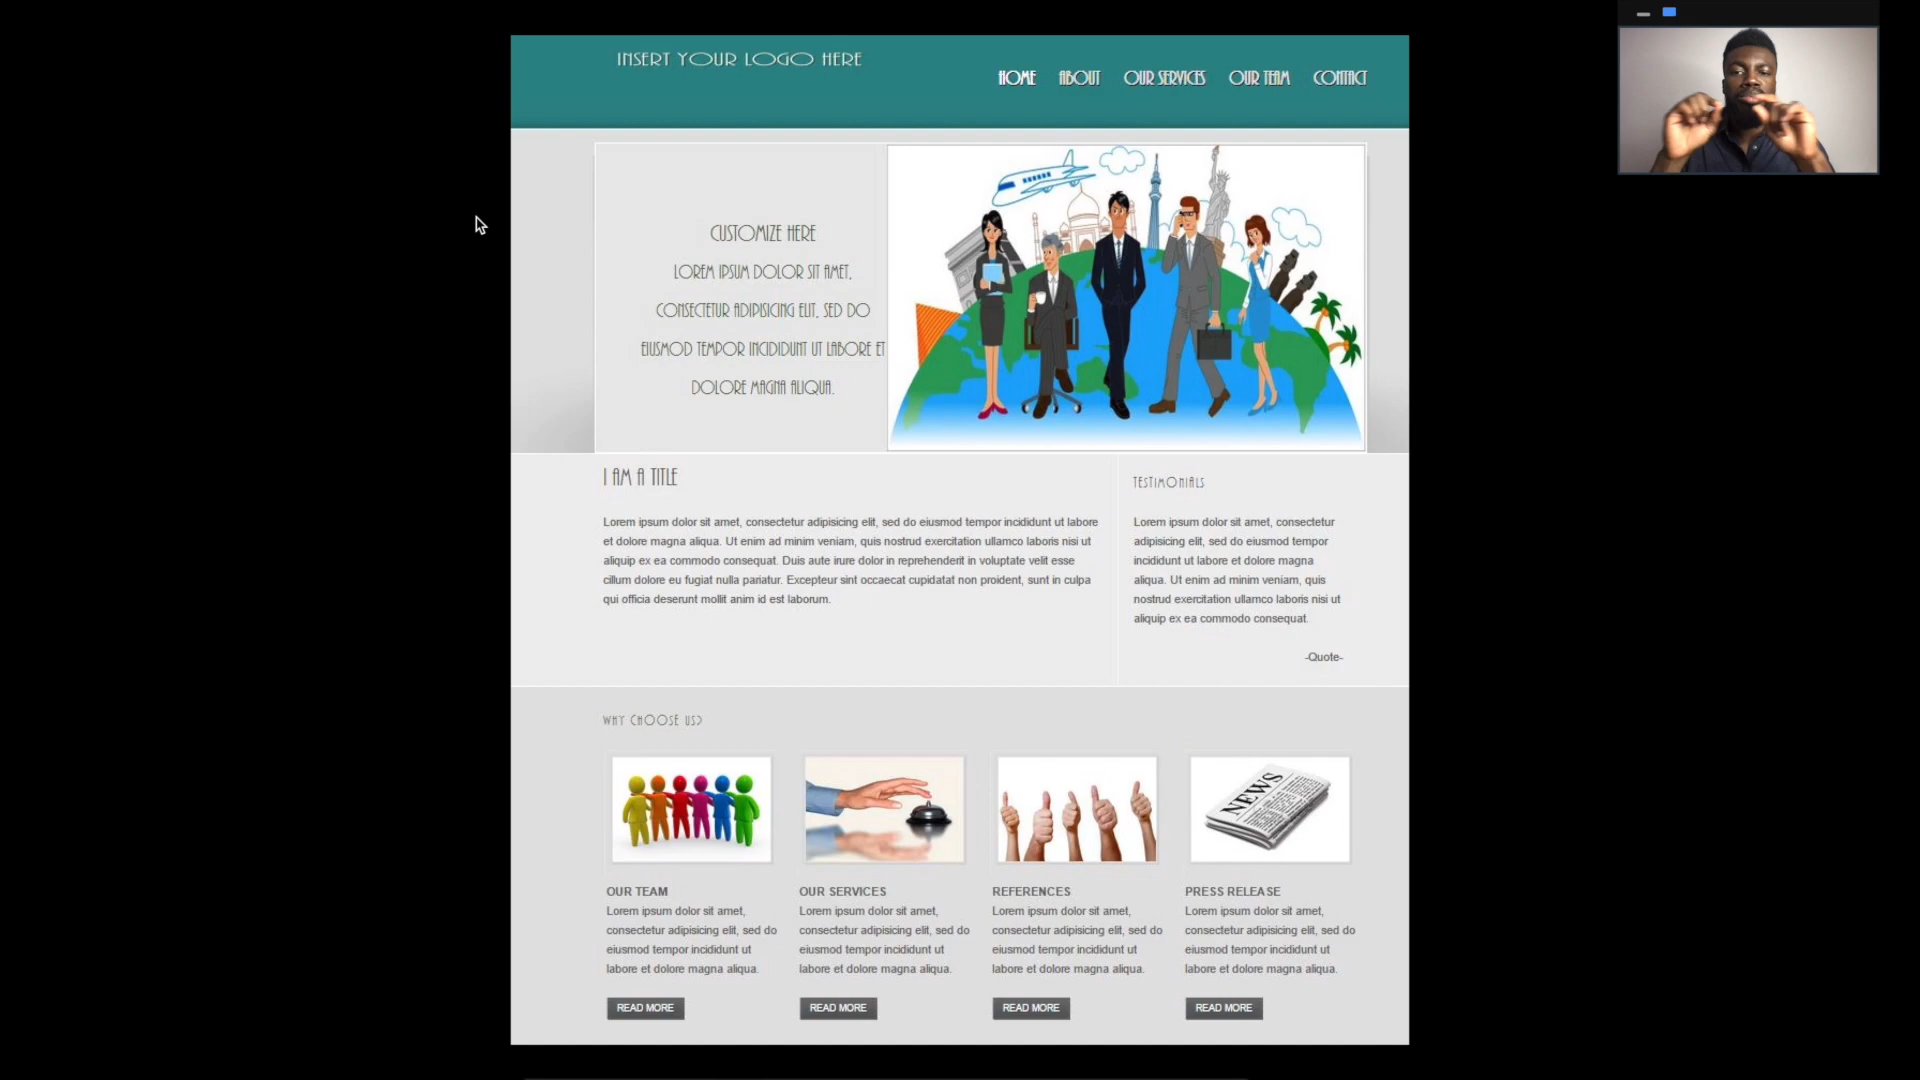 INSERT YOUR LOGO HERE
HOME ABOUT OUR SERVICES OUR TEAM CONTACT
CUSTOMIZE HERE
LOREM IPSUM DOLOR SIT AMET,
CONSECTETUR ADIPISICING ELIT, SED DO
EIUSMOD TEMPOR INCIDIDUNT UT LABORE ET
DOLORE MAGNA ALIQUA.
I AM A TITLE
Lorem ipsum dolor sit amet, consectetur adipisicing elit, sed do eiusmod tempor incididunt ut labore
et dolore magna aliqua. Ut enim ad minim veniam, quis nostrud exercitation ullamco laboris nisi ut
aliquip ex ea commodo consequat. Duis aute irure dolor in reprehenderit in voluptate velit esse
cillum dolore eu fugiat nulla pariatur. Excepteur sint occaecat cupidatat non proident, sunt in culpa
qui officia deserunt mollit anim id est laborum.
TESTIMONIALS
Lorem ipsum dolor sit amet, consectetur
adipisicing elit, sed do eiusmod tempor
incididunt ut labore et dolore magna
aliqua. Ut enim ad minim veniam, quis
nostrud exercitation ullamco laboris nisi ut
aliquip ex ea commodo consequat.
-Quote-
WHY CHOOSE US?
NEWS
OUR TEAM
Lorem ipsum dolor sit amet,
consectetur adipisicing elit, sed do
eiusmod tempor incididunt ut
labore et dolore magna aliqua.
READ MORE
OUR SERVICES
Lorem ipsum dolor sit amet,
consectetur adipisicing elit, sed do
eiusmod tempor incididunt ut
labore et dolore magna aliqua.
READ MORE
REFERENCES
Lorem ipsum dolor sit amet,
consectetur adipisicing elit, sed do
eiusmod tempor incididunt ut
labore et dolore magna aliqua.
READ MORE
PRESS RELEASE
Lorem ipsum dolor sit amet,
consectetur adipisicing elit, sed do
eiusmod tempor incididunt ut
labore et dolore magna aliqua.
READ MORE